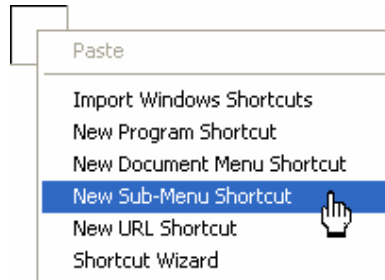 Paste
Import Windows Shortcuts
New Program Shortcut
New Document Menu Shortcut
New Sub-Menu Shortcut
New URL Shortcut
Shortcut Wizard